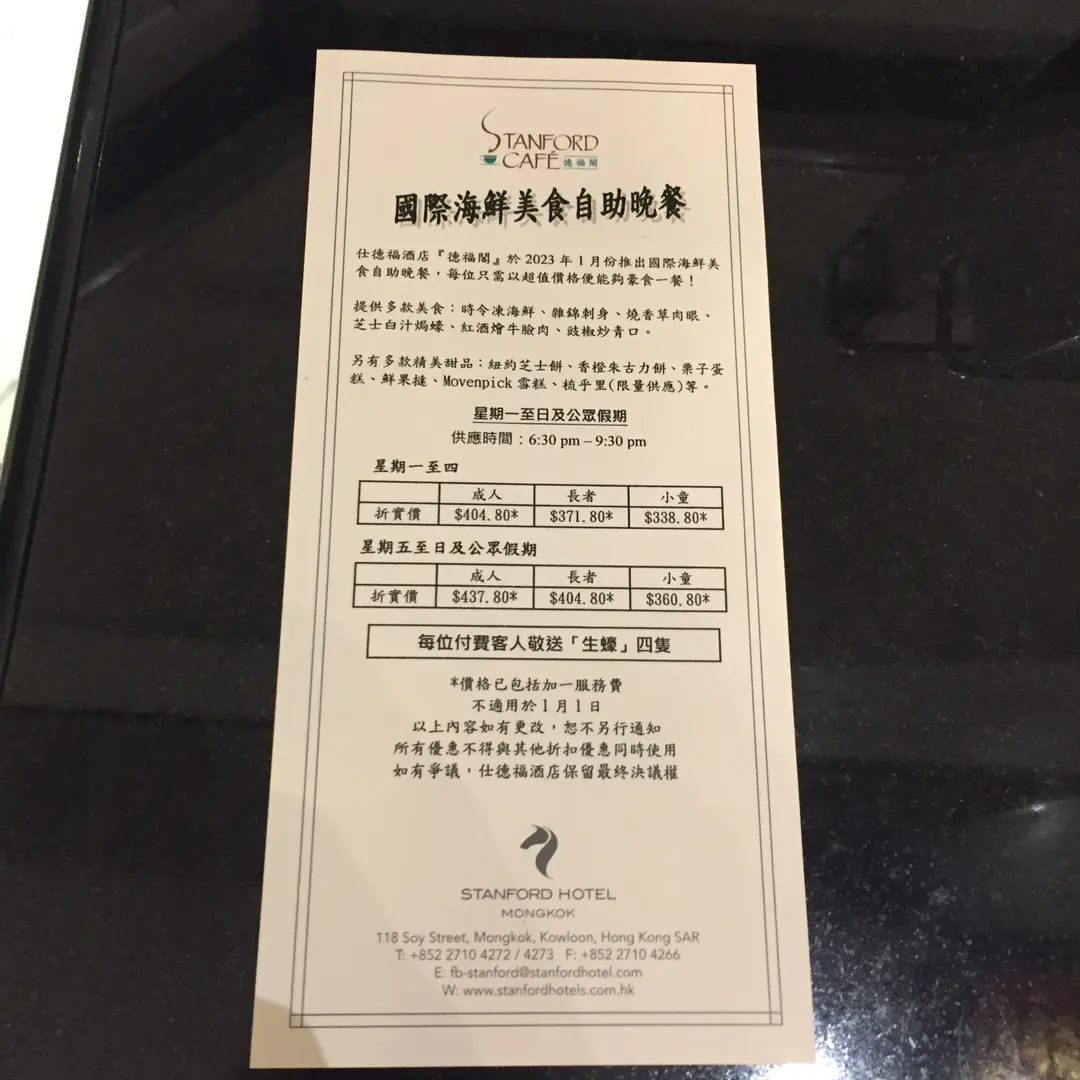 STANFORD
CAFÉ 德福閣
國際海鮮美食自助晚餐
仕德福酒店『德福閣』於 2023 年 1 月份推出國際海鮮美
食自助晚餐，每位只需以超值價格便能夠豪食一餐！
提供多款美食：時令凍海鮮、雜錦刺身、燒香草肉眼、
芝士白汁焗蠔、紅酒燴牛臉肉、豉椒炒青口。
另有多款精美甜品：紐約芝士餅、香橙朱古力餅、栗子蛋
糕、鮮果撻、Movenpick 雪糕、梳乎里(限量供應)等。
星期一至日及公眾假期
供應時間：6:30 pm – 9:30 pm
星期一至四
成人 長者 小童
折實價 $404.80* $371.80* $338.80*
星期五至日及公眾假期
成人 長者 小童
折實價 $437.80* $404.80* $360.80*
每位付費客人敬送「生蠔」四隻
*價格已包括加一服務費
不適用於1月1日
以上內容如有更改，恕不另行通知
所有優惠不得與其他折扣優惠同時使用
如有爭議，仕德福酒店保留最終決議權
STANFORD HOTEL
MONGKOK
118 Soy Street, Mongkok, Kowloon, Hong Kong SAR
T: +852 2710 4272 / 4273 F: +852 2710 4266
E: fb-stanford@stanfordhotel.com
W: www.stanfordhotels.com.hk